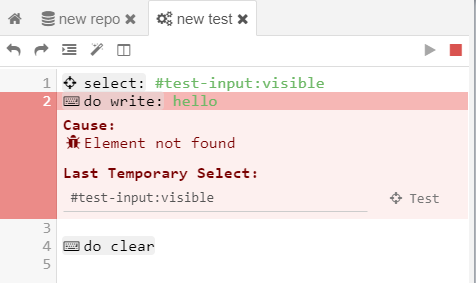 new repo ×
new test ×
1 select: #test-input:visible
2 do write: hello
Cause:
Element not found
Last Temporary Select:
#test-input:visible Test
3
4 do clear
5